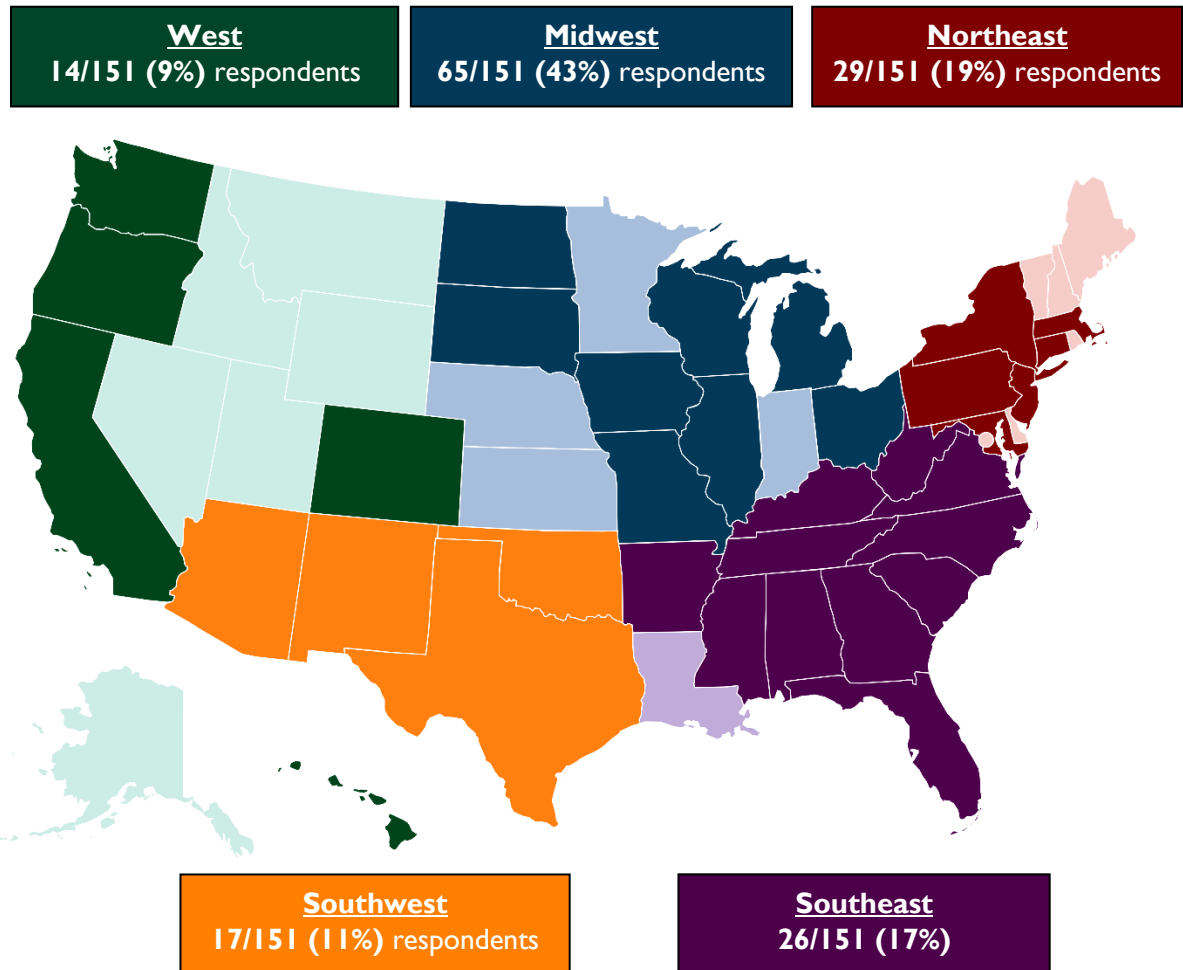 West
14/151 (9%) respondents
Midwest
65/151 (43%) respondents
Northeast
29/151 (19%) respondents
Southwest
17/151 (11%) respondents
Southeast
26/151 (17%)